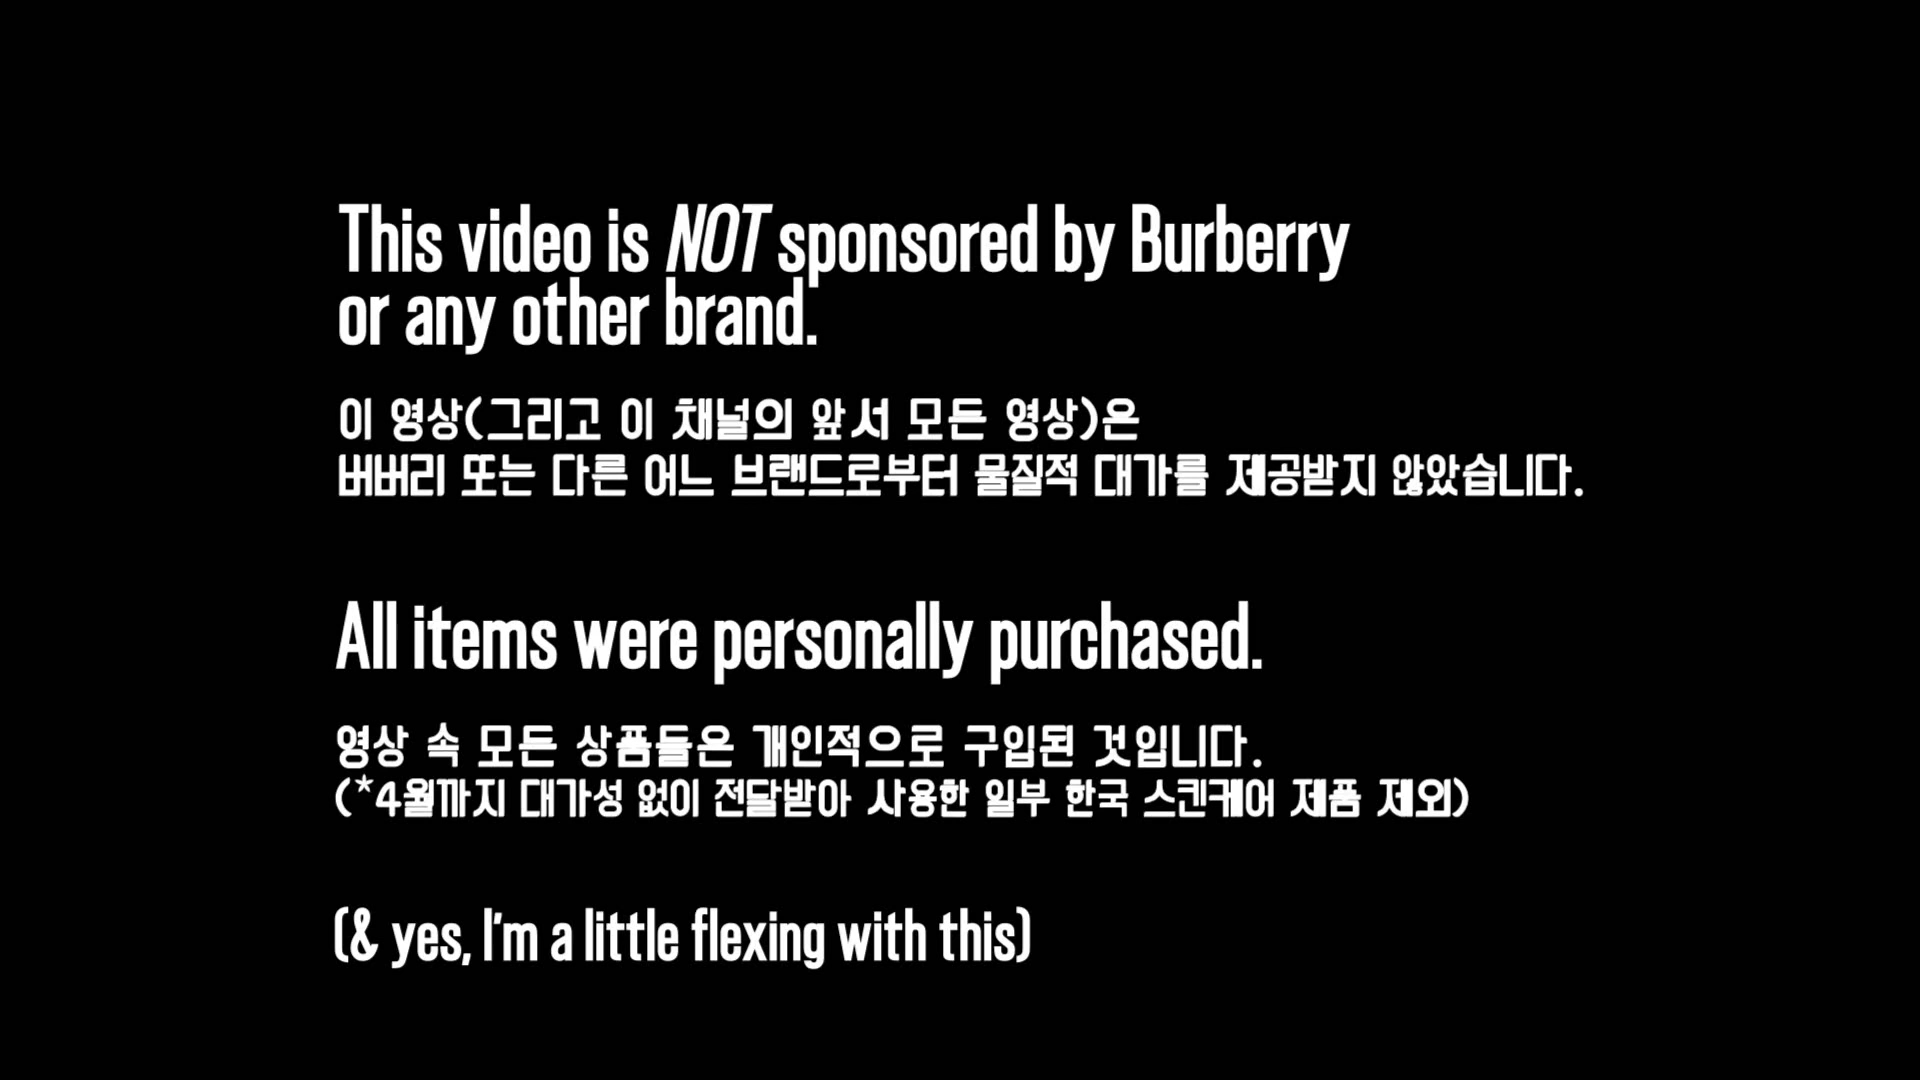 This video is NOT sponsored by Burberry
or any other brand.
이 영상(그리고 이 채널의 앞서 모든 영상)은
버버리 또는 다른 어느 브랜드로부터 물질적 대가를 제공받지 않았습니다.
All items were personally purchased.
영상 속 모든 상품들은 개인적으로 구입된 것입니다.
(*4월까지 대가성 없이 전달받아 사용한 일부 한국 스킨케어 제품 제외)
(& yes, I'm a little flexing with this)